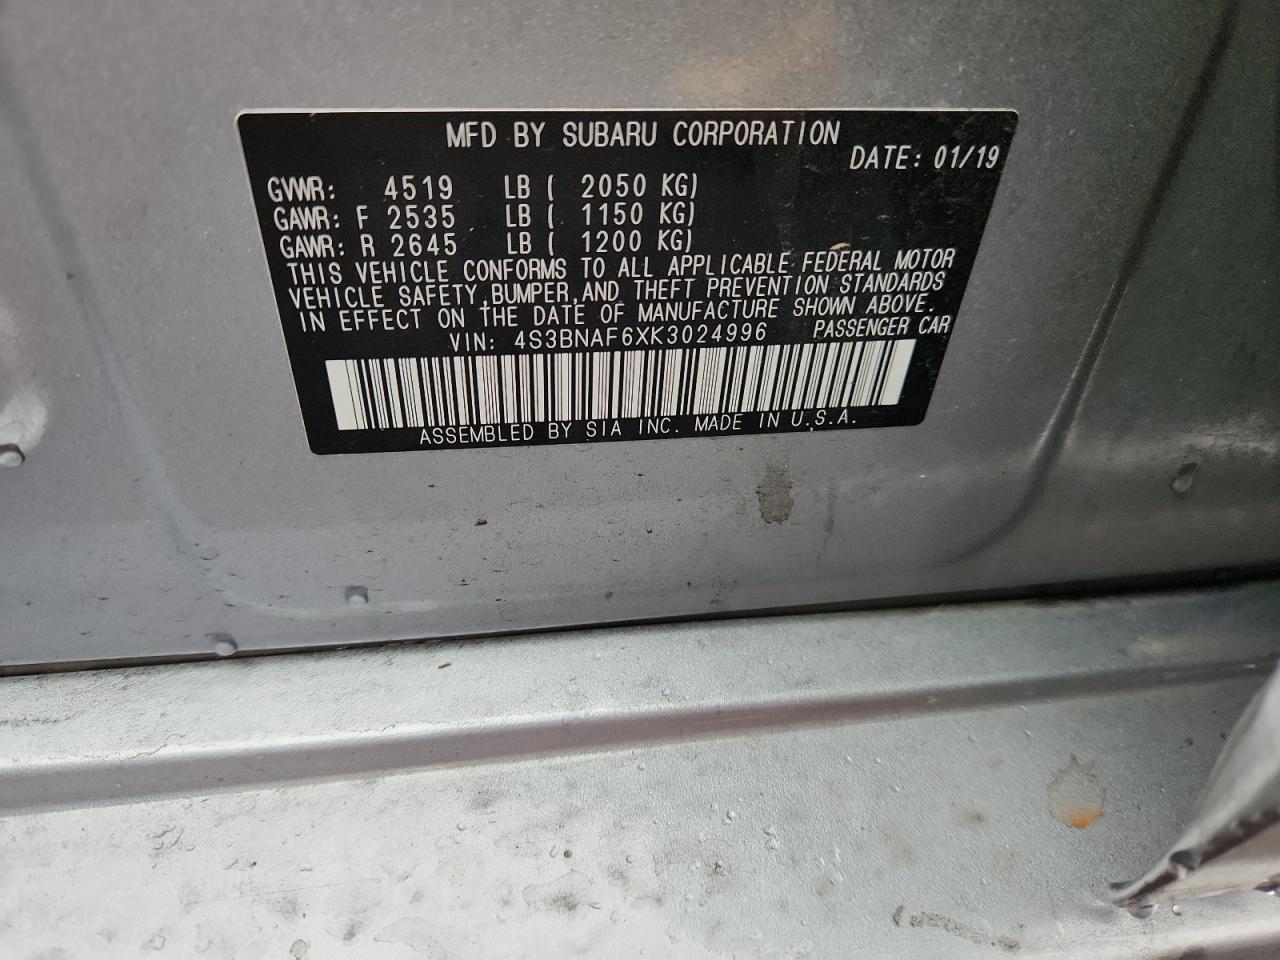 MFD BY SUBARU CORPORATION
DATE: 01/19
GVWR: 4519 LB ( 2050 KG)
GAWR: F 2535 LB ( 1150 KG)
GAWR: R 2645 LB ( 1200 KG)
THIS VEHICLE CONFORMS TO ALL APPLICABLE FEDERAL MOTOR
VEHICLE SAFETY,BUMPER,AND THEFT PREVENTION STANDARDS
IN EFFECT ON THE DATE OF MANUFACTURE SHOWN ABOVE.
VIN: 4S3BNAF6XK3024996 PASSENGER CAR
ASSEMBLED BY SIA INC. MADE IN U.S.A.